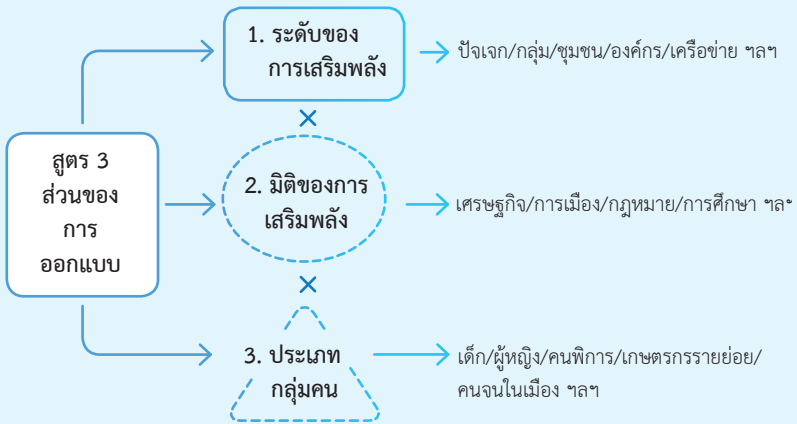 สูตร 3
ส่วนของ
การ
ออกแบบ
1. ระดับของ
การเสริมพลัง
ปัจเจก/กลุ่ม/ชุมชน/องค์กร/เครือข่าย ฯลฯ
×
2. มิติของการ
เสริมพลัง
เศรษฐกิจ/การเมือง/กฎหมาย/การศึกษา ฯลฯ
×
3. ประเภท
กลุ่มคน
เด็ก/ผู้หญิง/คนพิการ/เกษตรกรรายย่อย/
คนจนในเมือง ฯลฯ